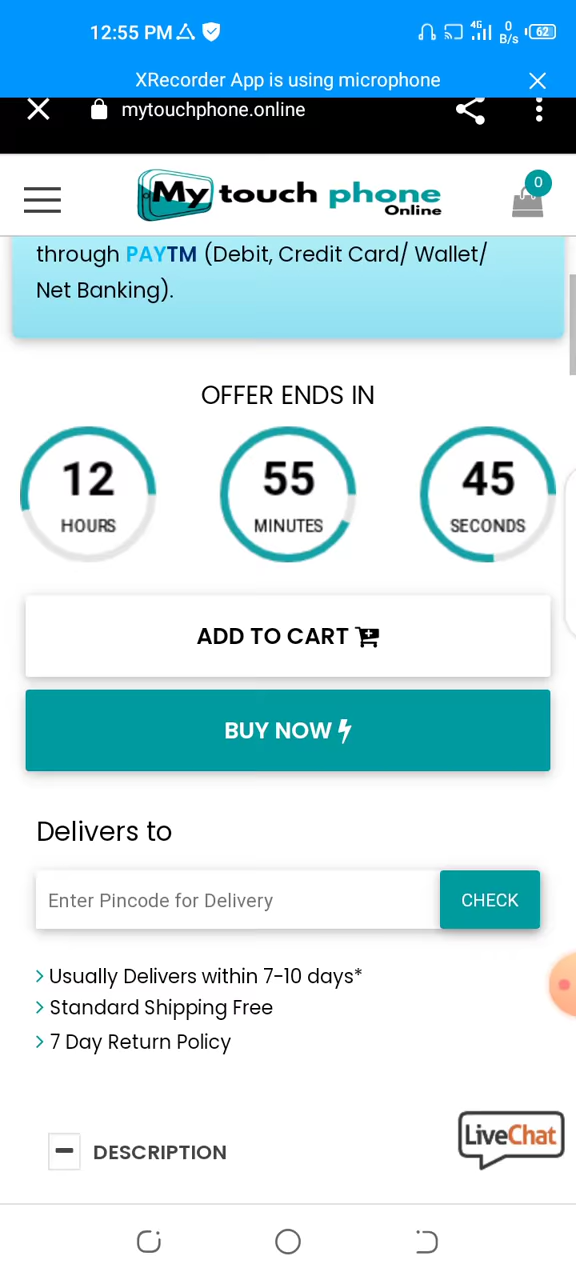 12:55 PM
4G 0 B/s 62
XRecorder App is using microphone
mytouchphone.online
My touch phone
Online
0
through PAYTM (Debit, Credit Card/ Wallet/
Net Banking).
OFFER ENDS IN
12 55 45
HOURS MINUTES SECONDS
ADD TO CART
BUY NOW
Delivers to
Enter Pincode for Delivery CHECK
Usually Delivers within 7-10 days*
Standard Shipping Free
7 Day Return Policy
LiveChat
DESCRIPTION